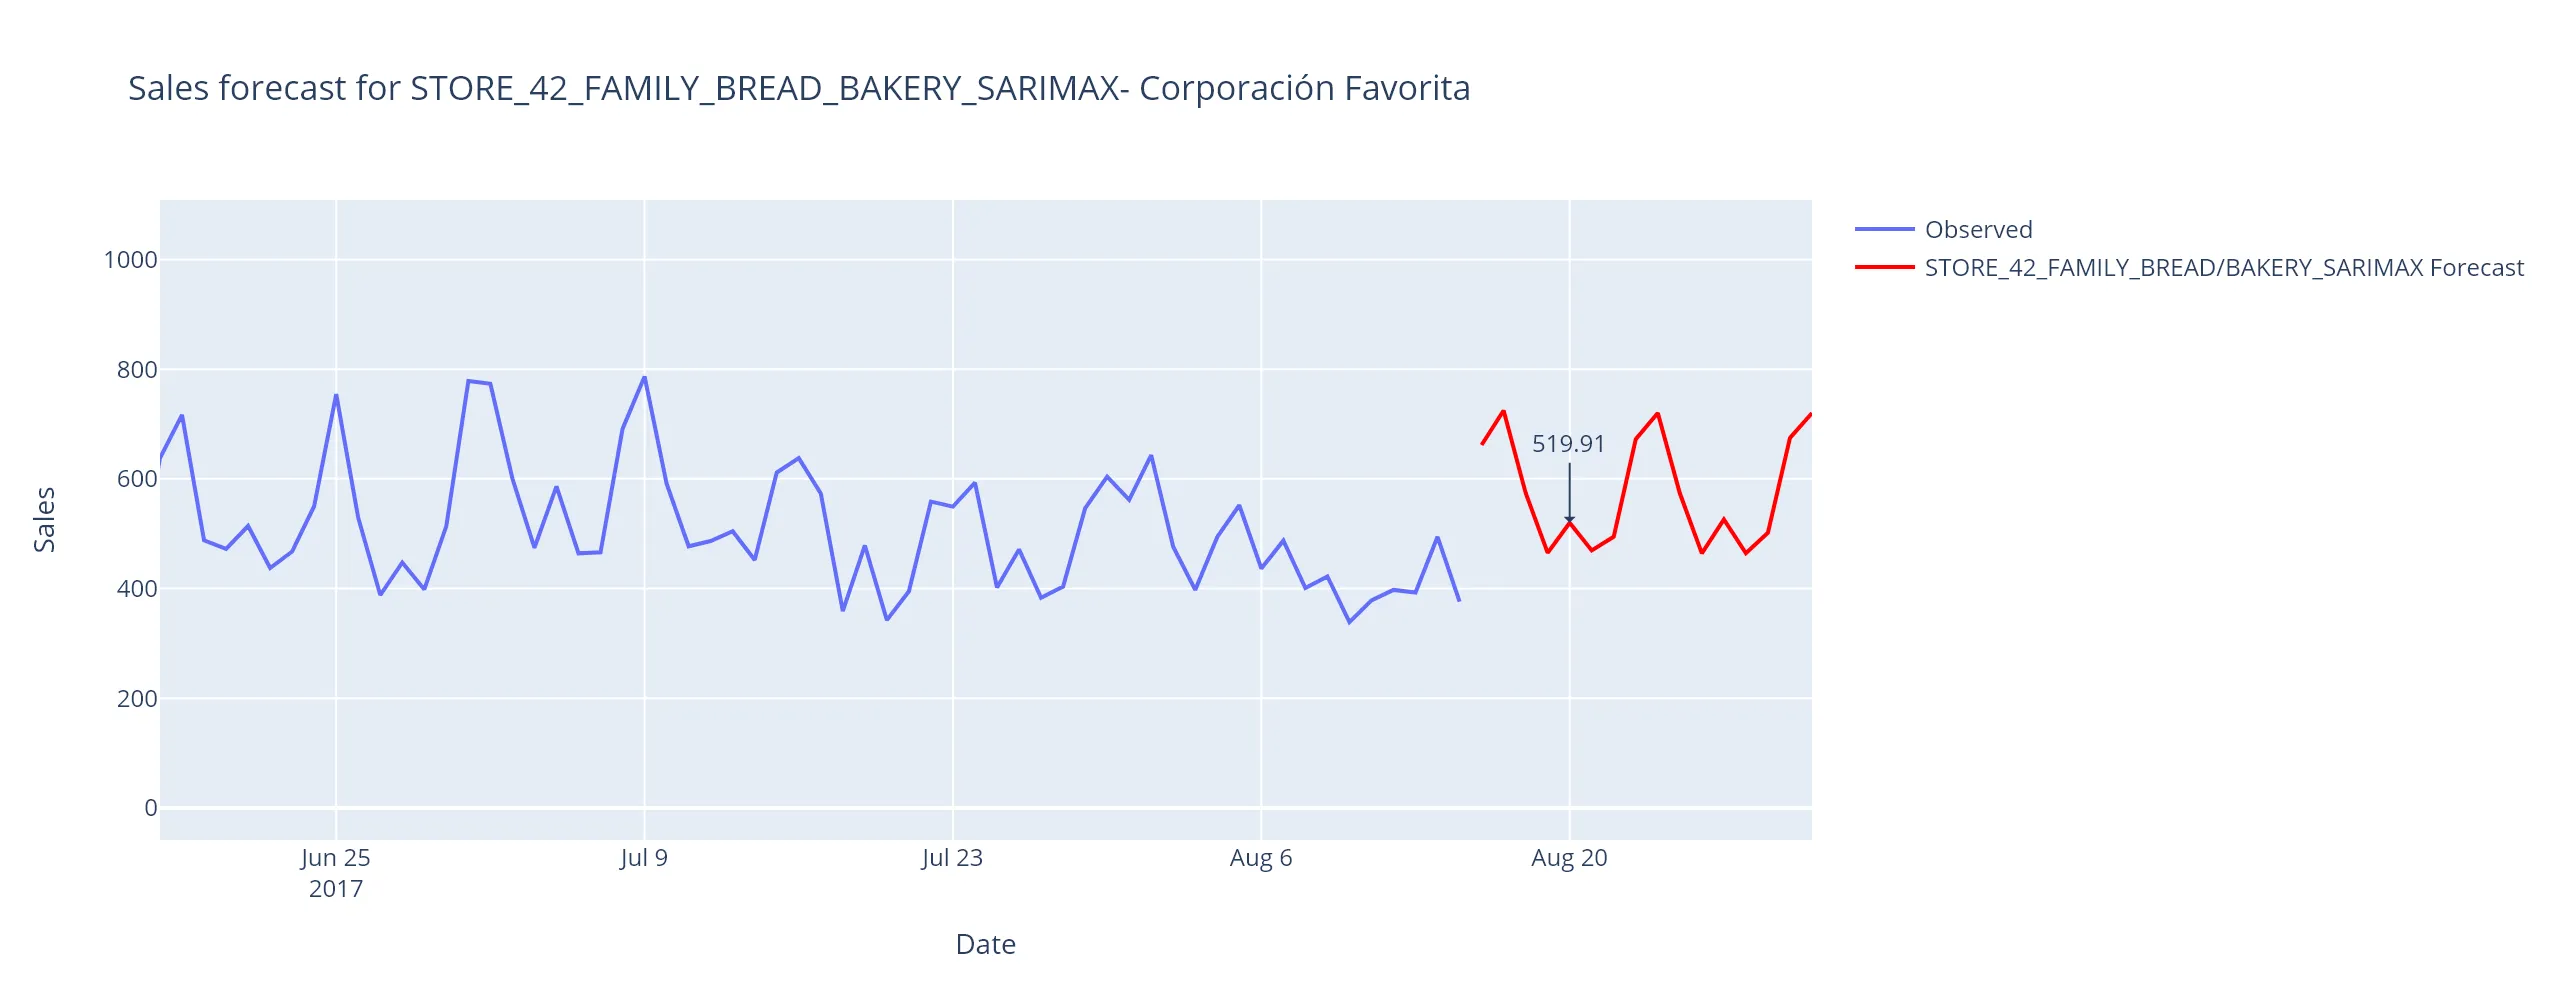 Sales forecast for STORE_42_FAMILY_BREAD_BAKERY_SARIMAX- Corporación Favorita
Observed
STORE_42_FAMILY_BREAD/BAKERY_SARIMAX Forecast
1000
800
600
400
200
0
Sales
519.91
Jun 25
2017
Jul 9
Jul 23
Aug 6
Aug 20
Date